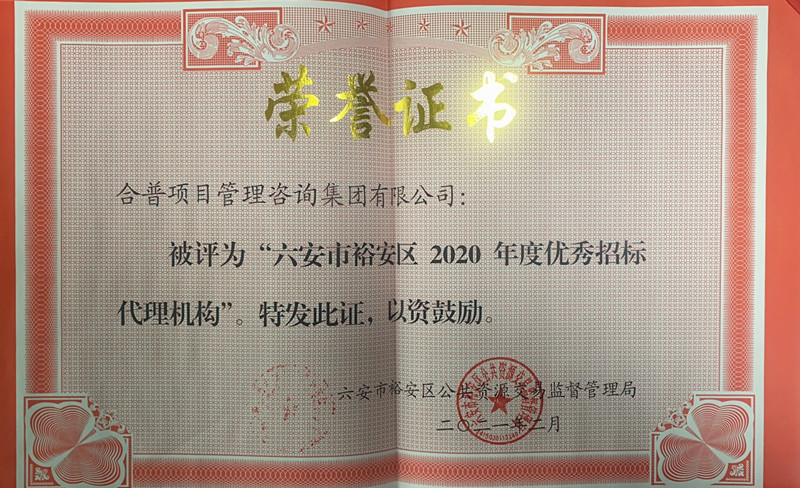 荣誉证书
合普项目管理咨询集团有限公司：
被评为“六安市裕安区 2020 年度优秀招标
代理机构”。特发此证，以资鼓励。
六安市裕安区公共资源交易监督管理局
二〇二一年二月